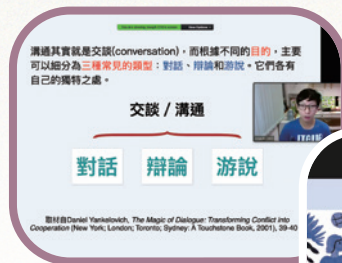 溝通其實就是交談(conversation)，而根據不同的目的，主要
可以細分為三種常見的類型：對話、辯論和游說。它們各有
自己的獨特之處。
交談 / 溝通
對話 辯論 游說
取材自Daniel Yankelovich, The Magic of Dialogue: Transforming Conflict into
Cooperation (New York; London; Toronto; Sydney: A Touchstone Book, 2001), 39-40